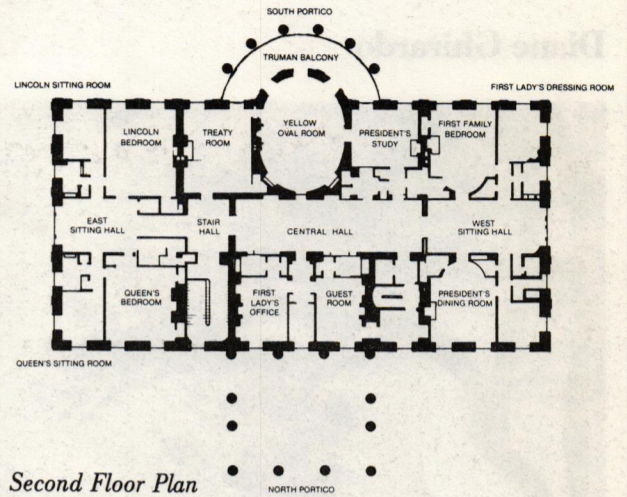 SOUTH PORTICO
TRUMAN BALCONY
LINCOLN SITTING ROOM
FIRST LADY'S DRESSING ROOM
LINCOLN
BEDROOM
TREATY
ROOM
YELLOW
OVAL ROOM
PRESIDENT'S
STUDY
FIRST FAMILY
BEDROOM
EAST
SITTING HALL
STAIR
HALL
CENTRAL HALL
WEST
SITTING HALL
QUEEN'S
BEDROOM
FIRST
LADY'S
OFFICE
GUEST
ROOM
PRESIDENT'S
DINING ROOM
QUEEN'S SITTING ROOM
Second Floor Plan
NORTH PORTICO
Diane Ghirardo